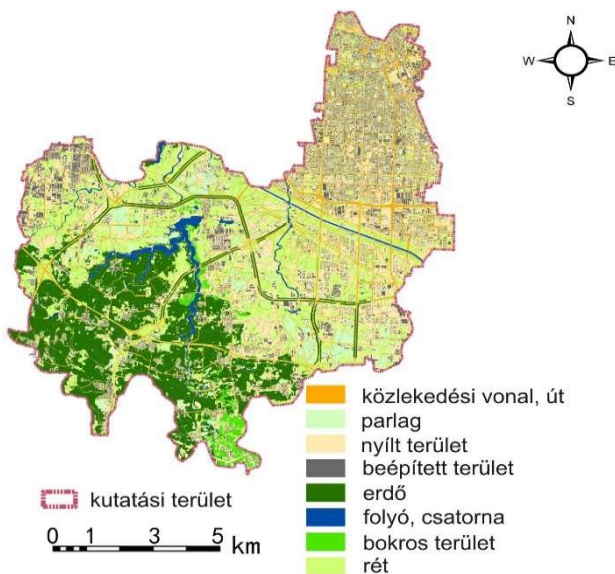 N
W E
S
közlekedési vonal, út
parlag
nyílt terület
beépített terület
erdő
folyó, csatorna
bokros terület
rét
kutatási terület
0 1 3 5
km